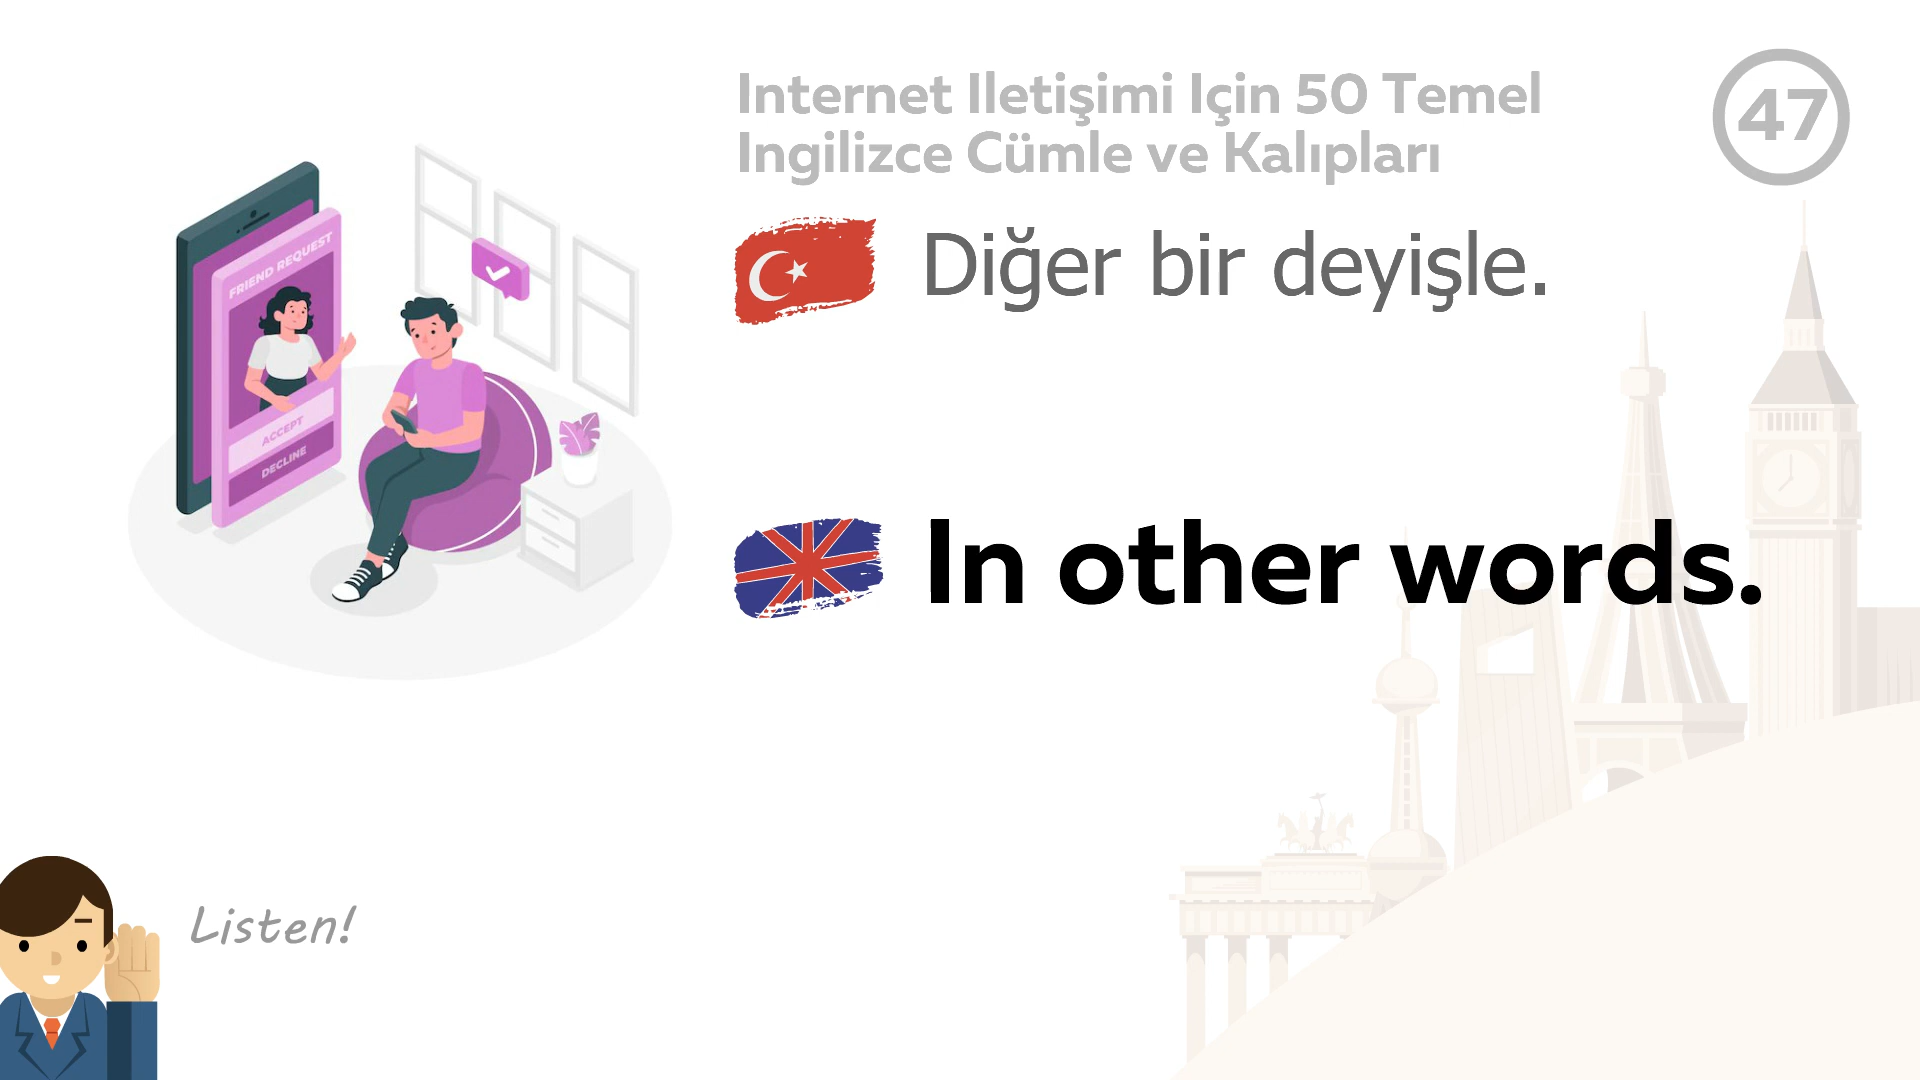 Internet Iletişimi Için 50 Temel
Ingilizce Cümle ve Kalıpları
47
Diğer bir deyişle.
FRIEND REQUEST
ACCEPT
DECLINE
In other words.
Listen!